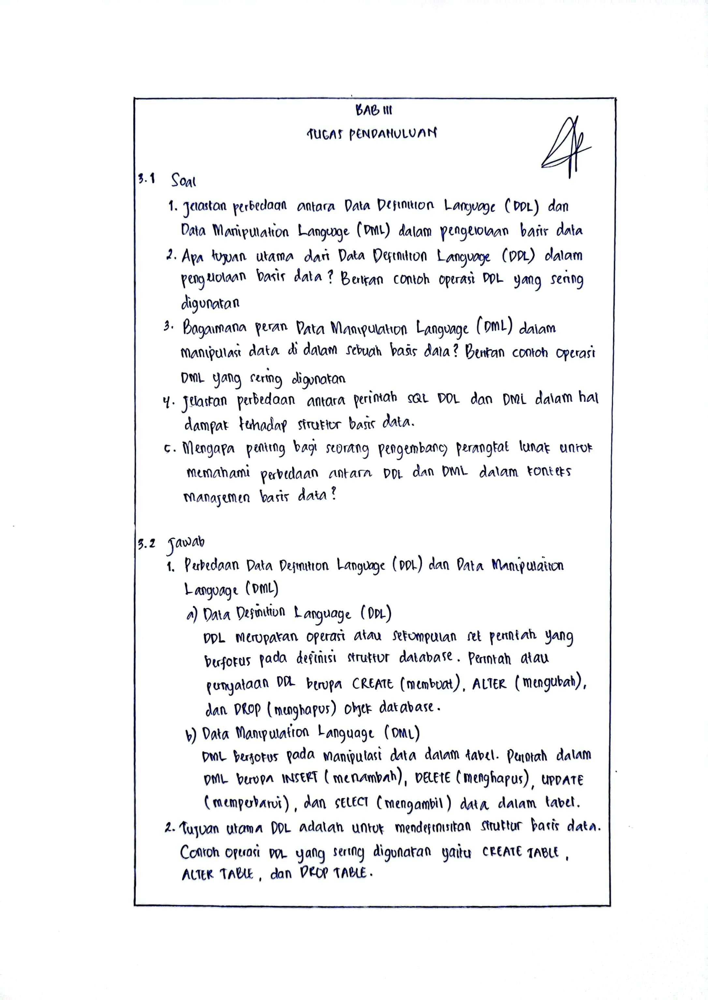 BAB III
TUGAS PENDAHULUAN
3.1 Soal
1. Jelaskan perbedaan antara Data Definition Language (DDL) dan
Data Manipulation Language (DML) dalam pengelolaan basis data
2. Apa tujuan utama dari Data Definition Language (DDL) dalam
pengelolaan basis data? Berikan contoh operasi DDL yang sering
digunakan
3. Bagaimana peran Data Manipulation Language (DML) dalam
manipulasi data di dalam sebuah basis data? Berikan contoh operasi
DML yang sering digunakan
4. Jelaskan perbedaan antara perintah SQL DDL dan DML dalam hal
dampak terhadap struktur basis data.
5. Mengapa penting bagi seorang pengembang perangkat lunak untuk
memahami perbedaan antara DDL dan DML dalam konteks
manajemen basis data?
3.2 Jawab
1. Perbedaan Data Definition Language (DDL) dan Data Manipulation
Language (DML)
a) Data Definition Language (DDL)
DDL merupakan operasi atau sekumpulan set perintah yang
berfokus pada definisi struktur database. Perintah atau
pernyataan DDL berupa CREATE (membuat), ALTER (mengubah),
dan DROP (menghapus) objek database.
b) Data Manipulation Language (DML)
DML berfokus pada manipulasi data dalam tabel. Perintah dalam
DML berupa INSERT (menambah), DELETE (menghapus), UPDATE
(memperbarui), dan SELECT (mengambil) data dalam tabel.
2. Tujuan utama DDL adalah untuk mendefinisikan struktur basis data.
Contoh operasi DDL yang sering digunakan yaitu CREATE TABLE,
ALTER TABLE, dan DROP TABLE.